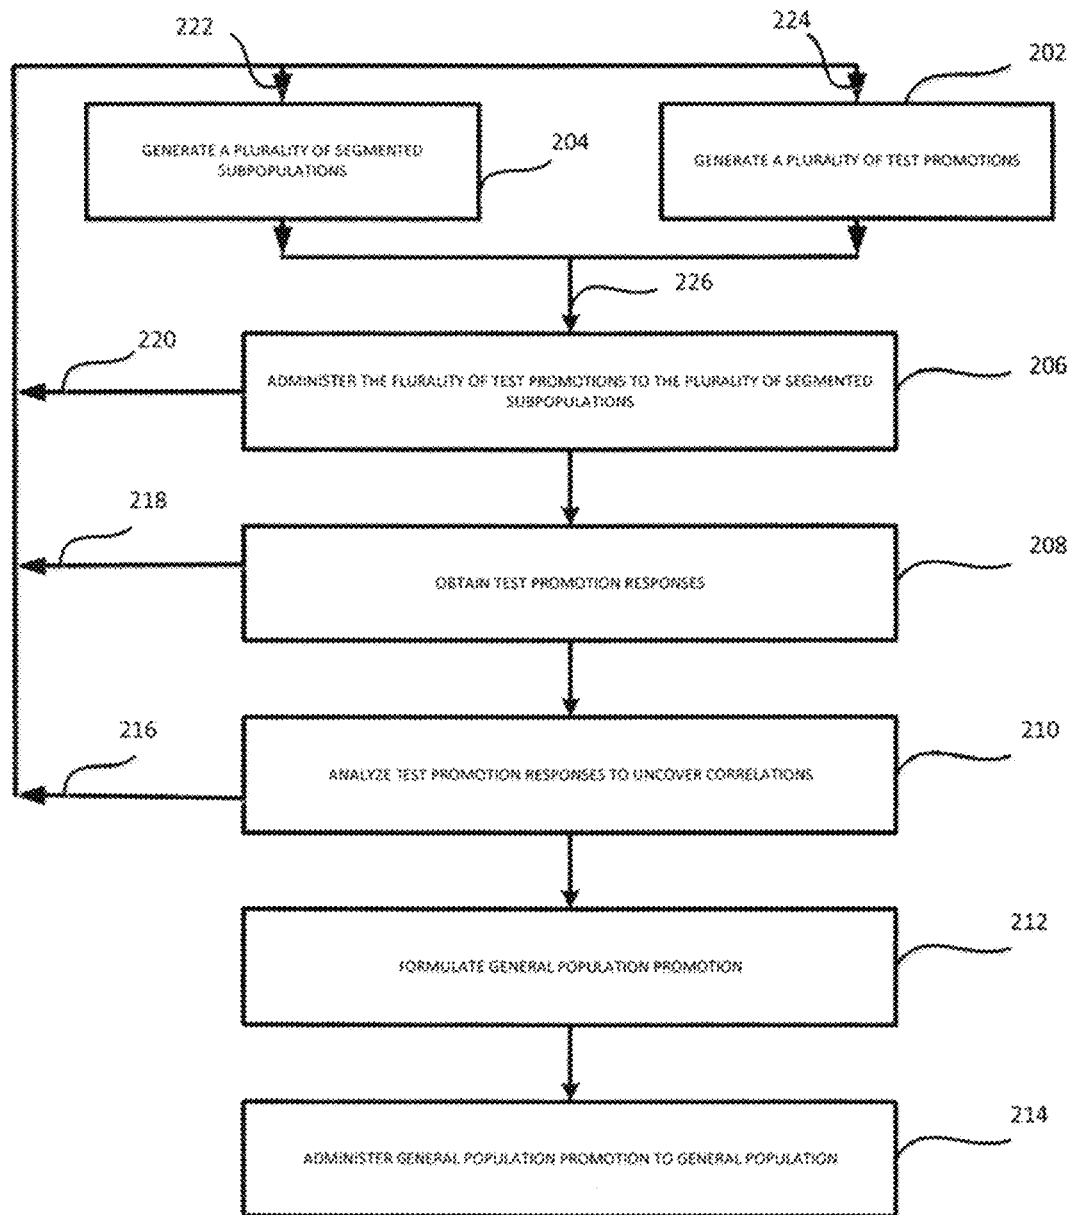 222
224
202
GENERATE A PLURALITY OF SEGMENTED
SUBPOPULATIONS
204
GENERATE A PLURALITY OF TEST PROMOTIONS
226
220
ADMINISTER THE PLURALITY OF TEST PROMOTIONS TO THE PLURALITY OF SEGMENTED
SUBPOPULATIONS
206
218
OBTAIN TEST PROMOTION RESPONSES
208
216
ANALYZE TEST PROMOTION RESPONSES TO UNCOVER CORRELATIONS
210
FORMULATE GENERAL POPULATION PROMOTION
212
ADMINISTER GENERAL POPULATION PROMOTION TO GENERAL POPULATION
214